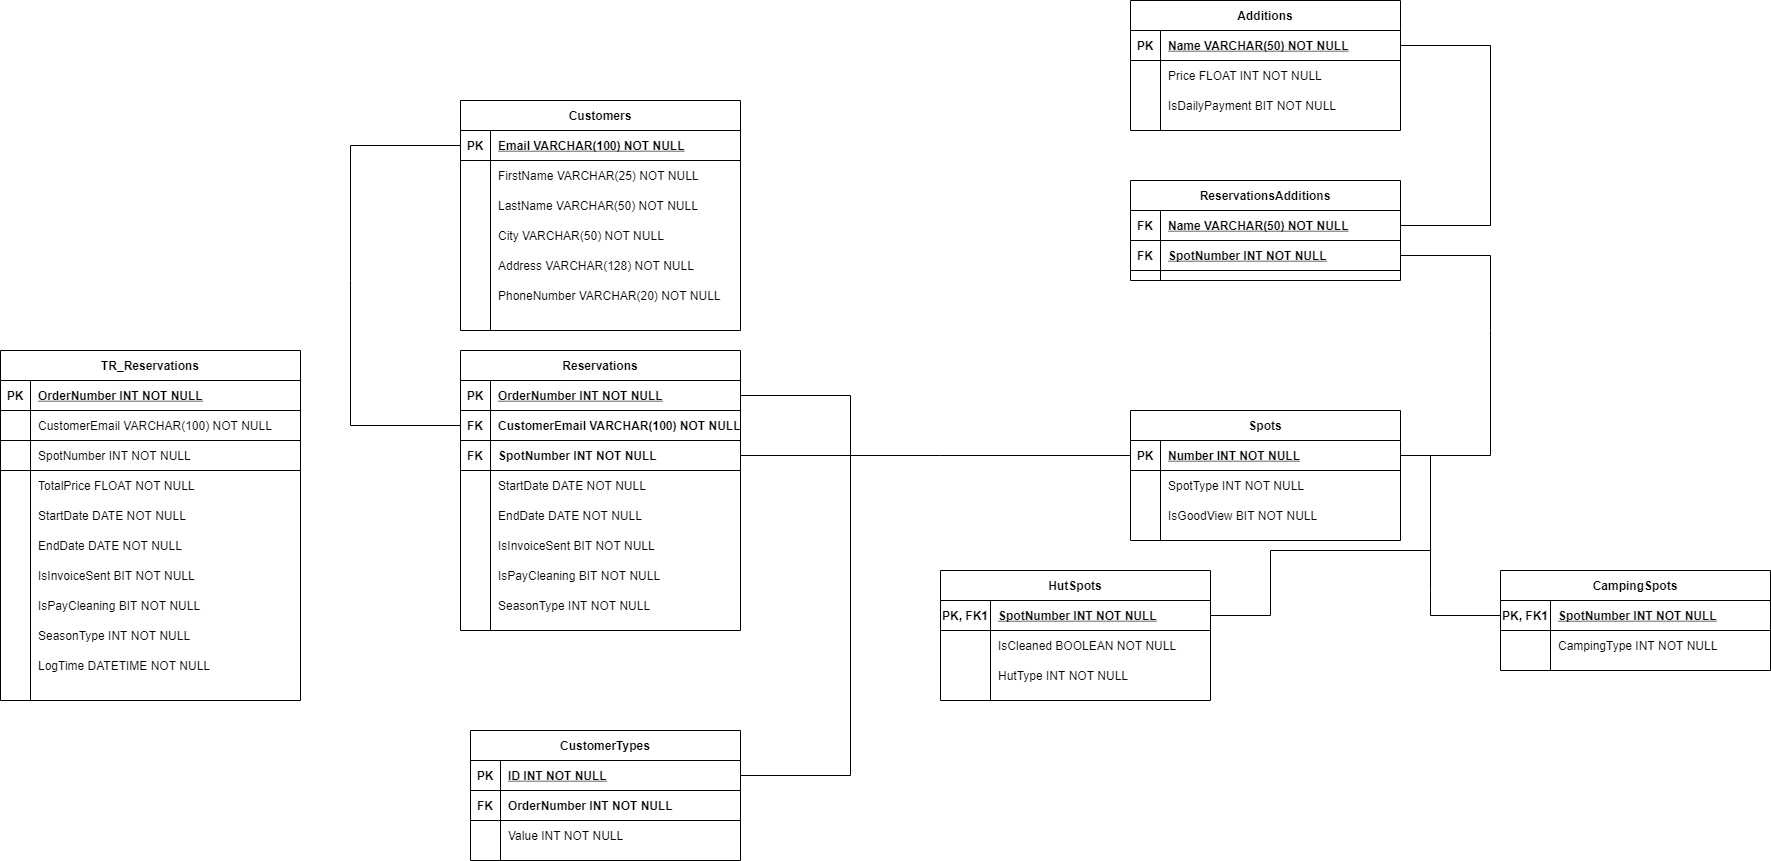 Additions
PK Name VARCHAR(50) NOT NULL
Price FLOAT INT NOT NULL
IsDailyPayment BIT NOT NULL
Customers
PK Email VARCHAR(100) NOT NULL
FirstName VARCHAR(25) NOT NULL
LastName VARCHAR(50) NOT NULL
City VARCHAR(50) NOT NULL
Address VARCHAR(128) NOT NULL
PhoneNumber VARCHAR(20) NOT NULL
ReservationsAdditions
FK Name VARCHAR(50) NOT NULL
FK SpotNumber INT NOT NULL
TR_Reservations
PK OrderNumber INT NOT NULL
CustomerEmail VARCHAR(100) NOT NULL
SpotNumber INT NOT NULL
TotalPrice FLOAT NOT NULL
StartDate DATE NOT NULL
EndDate DATE NOT NULL
IsInvoiceSent BIT NOT NULL
IsPayCleaning BIT NOT NULL
SeasonType INT NOT NULL
LogTime DATETIME NOT NULL
Reservations
PK OrderNumber INT NOT NULL
FK CustomerEmail VARCHAR(100) NOT NULL
FK SpotNumber INT NOT NULL
StartDate DATE NOT NULL
EndDate DATE NOT NULL
IsInvoiceSent BIT NOT NULL
IsPayCleaning BIT NOT NULL
SeasonType INT NOT NULL
Spots
PK Number INT NOT NULL
SpotType INT NOT NULL
IsGoodView BIT NOT NULL
HutSpots
PK, FK1 SpotNumber INT NOT NULL
IsCleaned BOOLEAN NOT NULL
HutType INT NOT NULL
CampingSpots
PK, FK1 SpotNumber INT NOT NULL
CampingType INT NOT NULL
CustomerTypes
PK ID INT NOT NULL
FK OrderNumber INT NOT NULL
Value INT NOT NULL